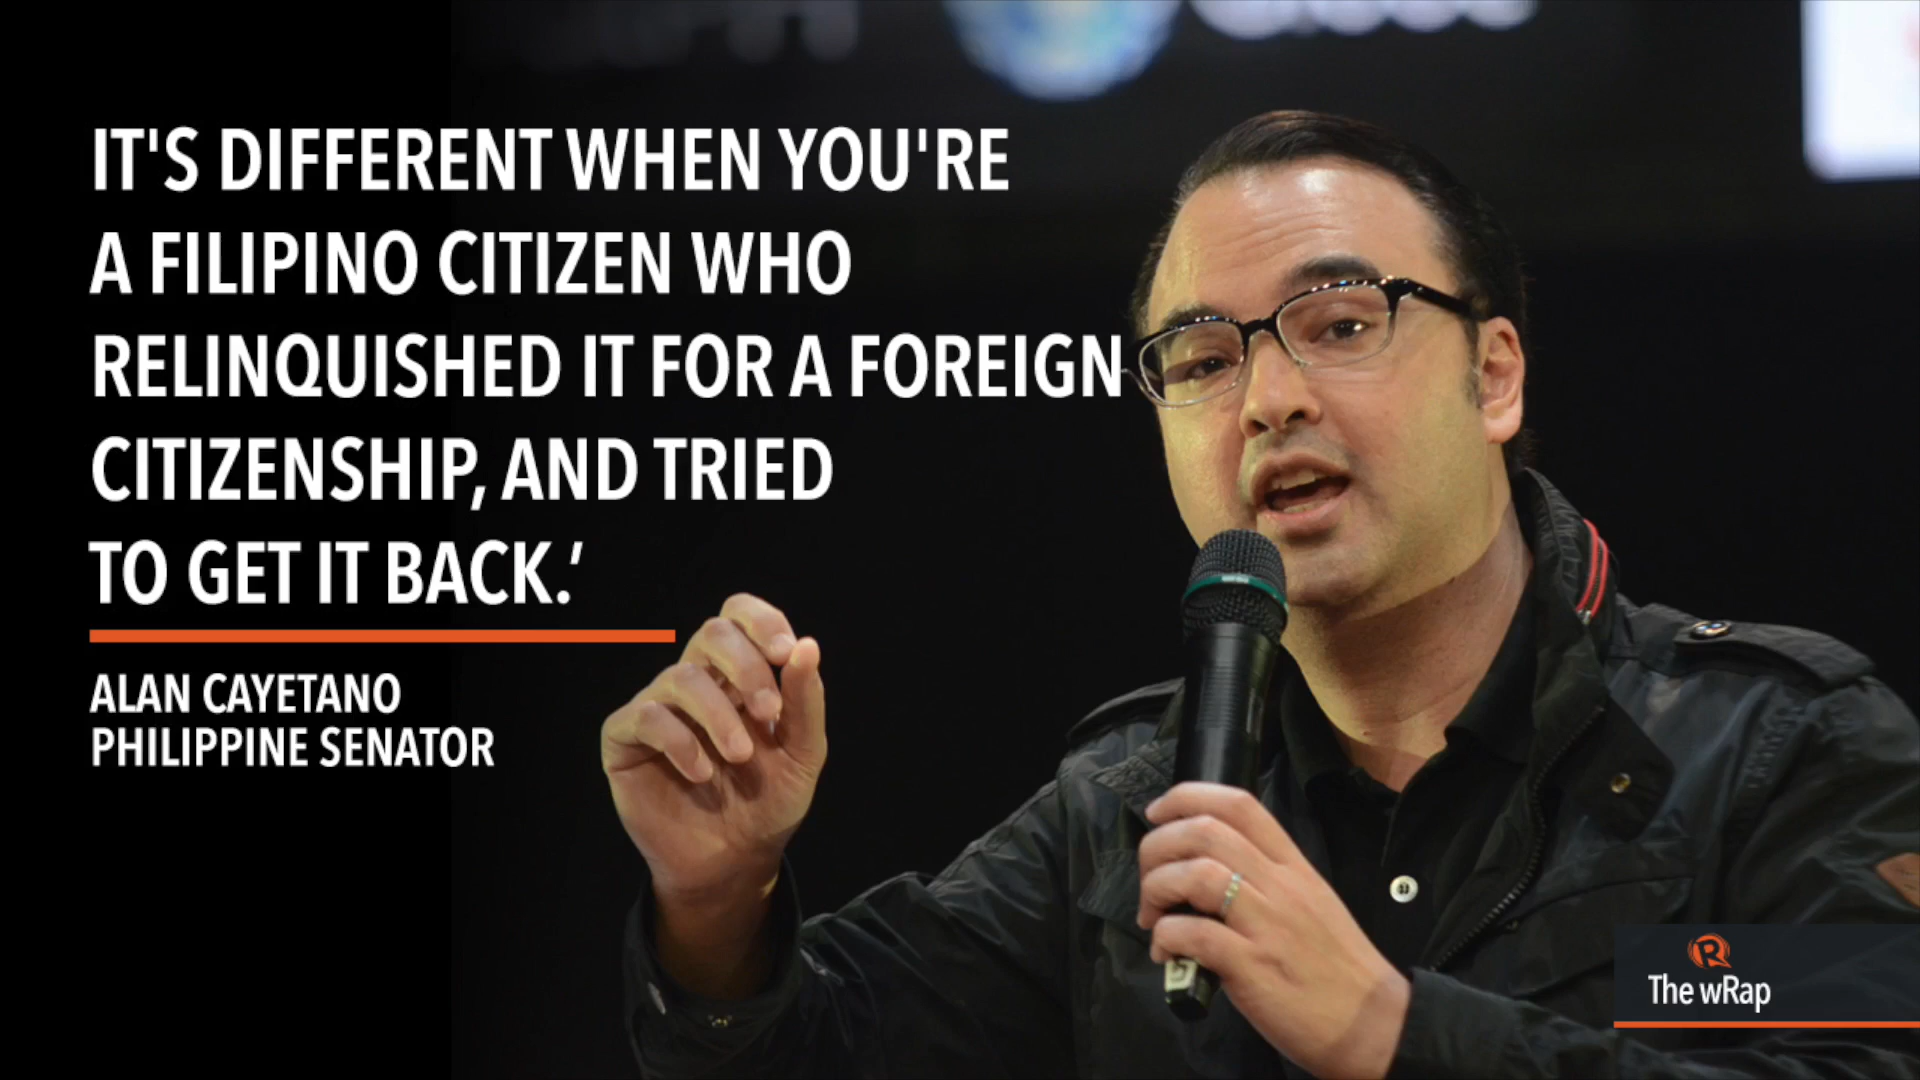 IT'S DIFFERENT WHEN YOU'RE
A FILIPINO CITIZEN WHO
RELINQUISHED IT FOR A FOREIGN
CITIZENSHIP, AND TRIED
TO GET IT BACK.’
ALAN CAYETANO
PHILIPPINE SENATOR
R
The wRap